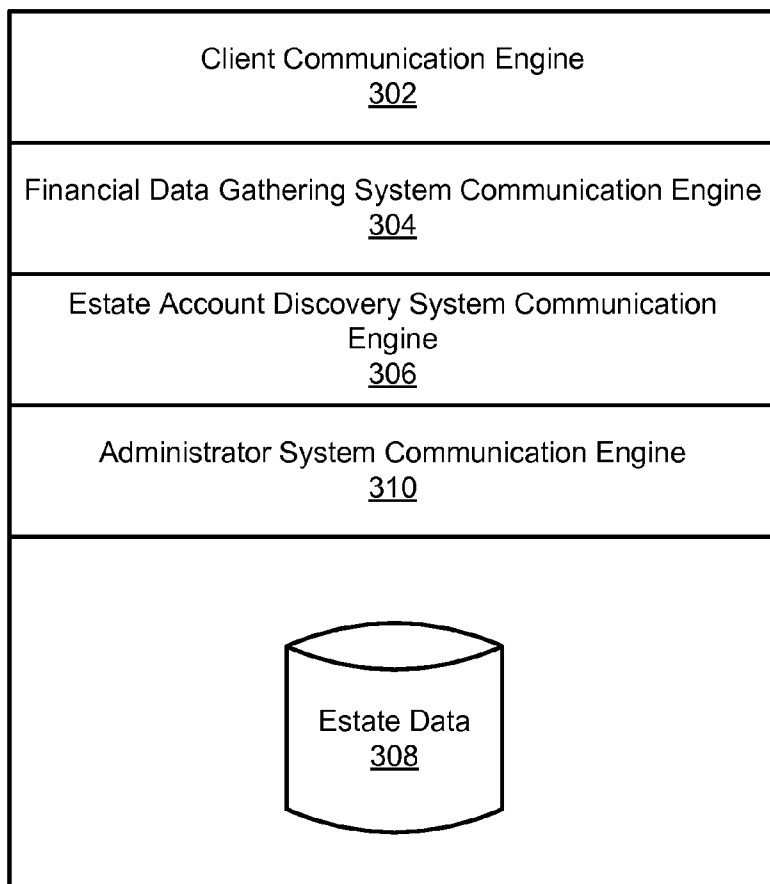 Client Communication Engine
302
Financial Data Gathering System Communication Engine
304
Estate Account Discovery System Communication
Engine
306
Administrator System Communication Engine
310
Estate Data
308